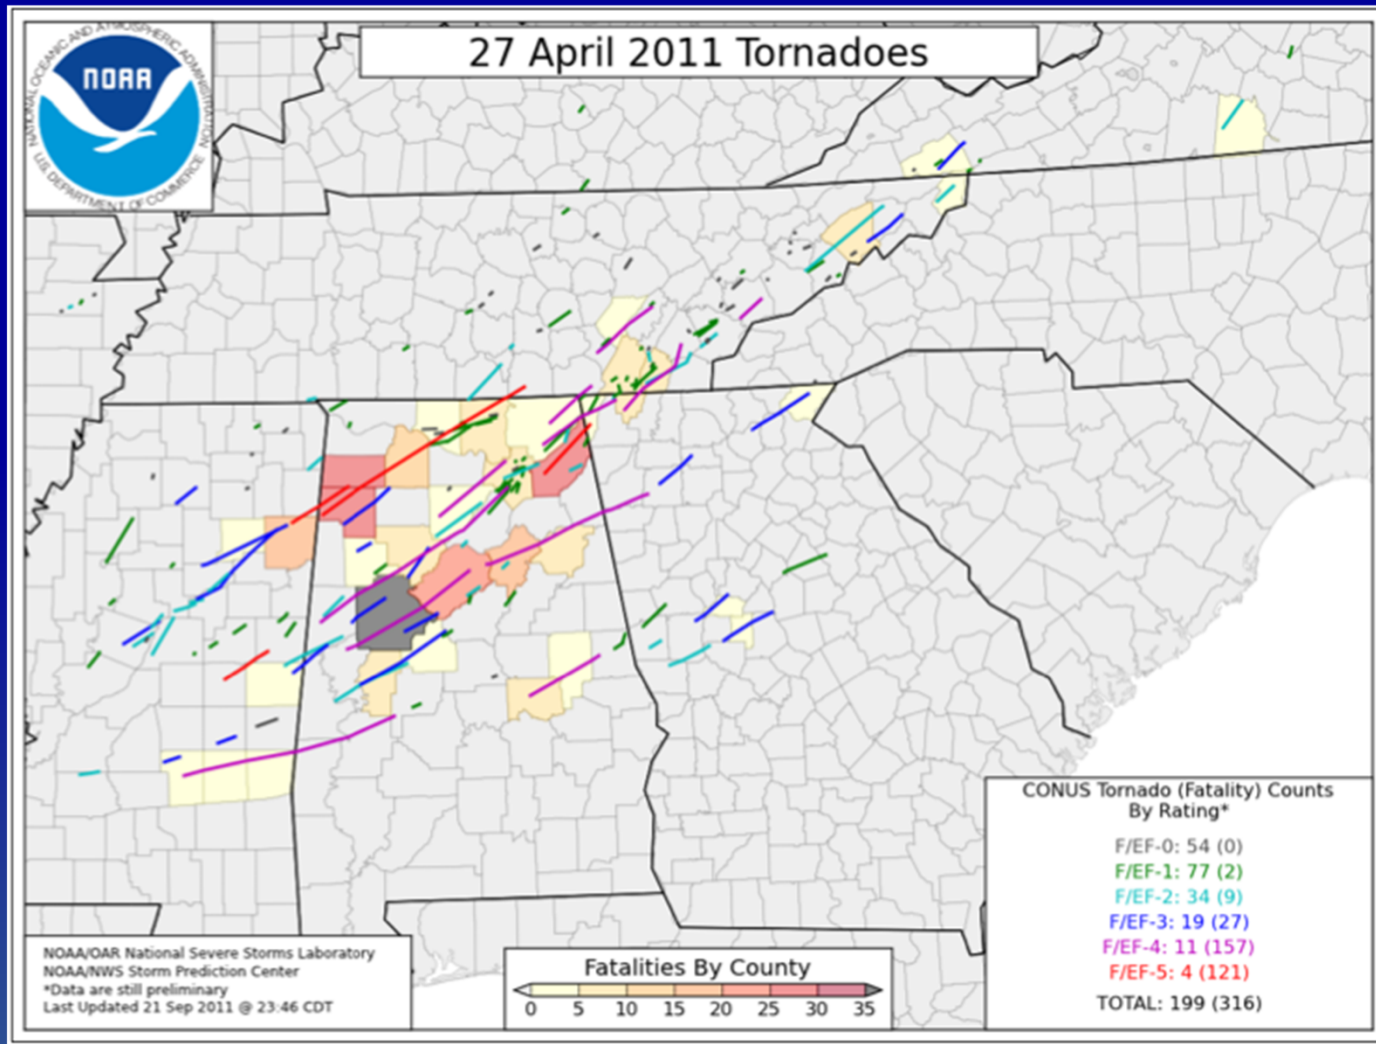 27 April 2011 Tornadoes
NATIONAL OCEANIC AND ATMOSPHERIC ADMINISTRATION
NOAA
U.S. DEPARTMENT OF COMMERCE
CONUS Tornado (Fatality) Counts
By Rating*
F/EF-0: 54 (0)
F/EF-1: 77 (2)
F/EF-2: 34 (9)
F/EF-3: 19 (27)
F/EF-4: 11 (157)
F/EF-5: 4 (121)
TOTAL: 199 (316)
NOAA/OAR National Severe Storms Laboratory
NOAA/NWS Storm Prediction Center
*Data are still preliminary
Last Updated 21 Sep 2011 @ 23:46 CDT
Fatalities By County
0 5 10 15 20 25 30 35